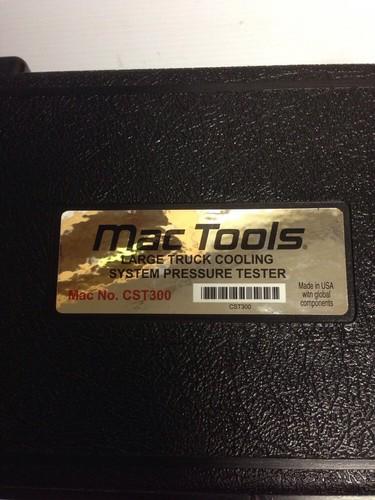 Mac Tools
LARGE TRUCK COOLING
SYSTEM PRESSURE TESTER
Mac No. CST300
CST300
Made in USA
with global
components